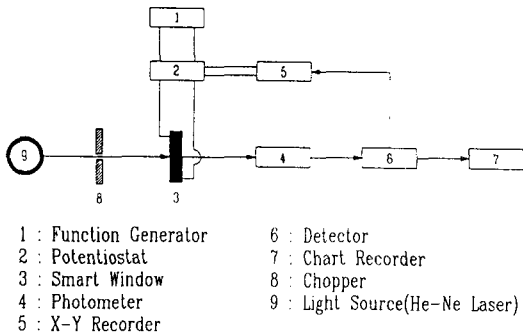 1
2
5
9
4
6
7
8
3
1 : Function Generator
2 : Potentiostat
3 : Smart Window
4 : Photometer
5 : X-Y Recorder
6 : Detector
7 : Chart Recorder
8 : Chopper
9 : Light Source(He-Ne Laser)